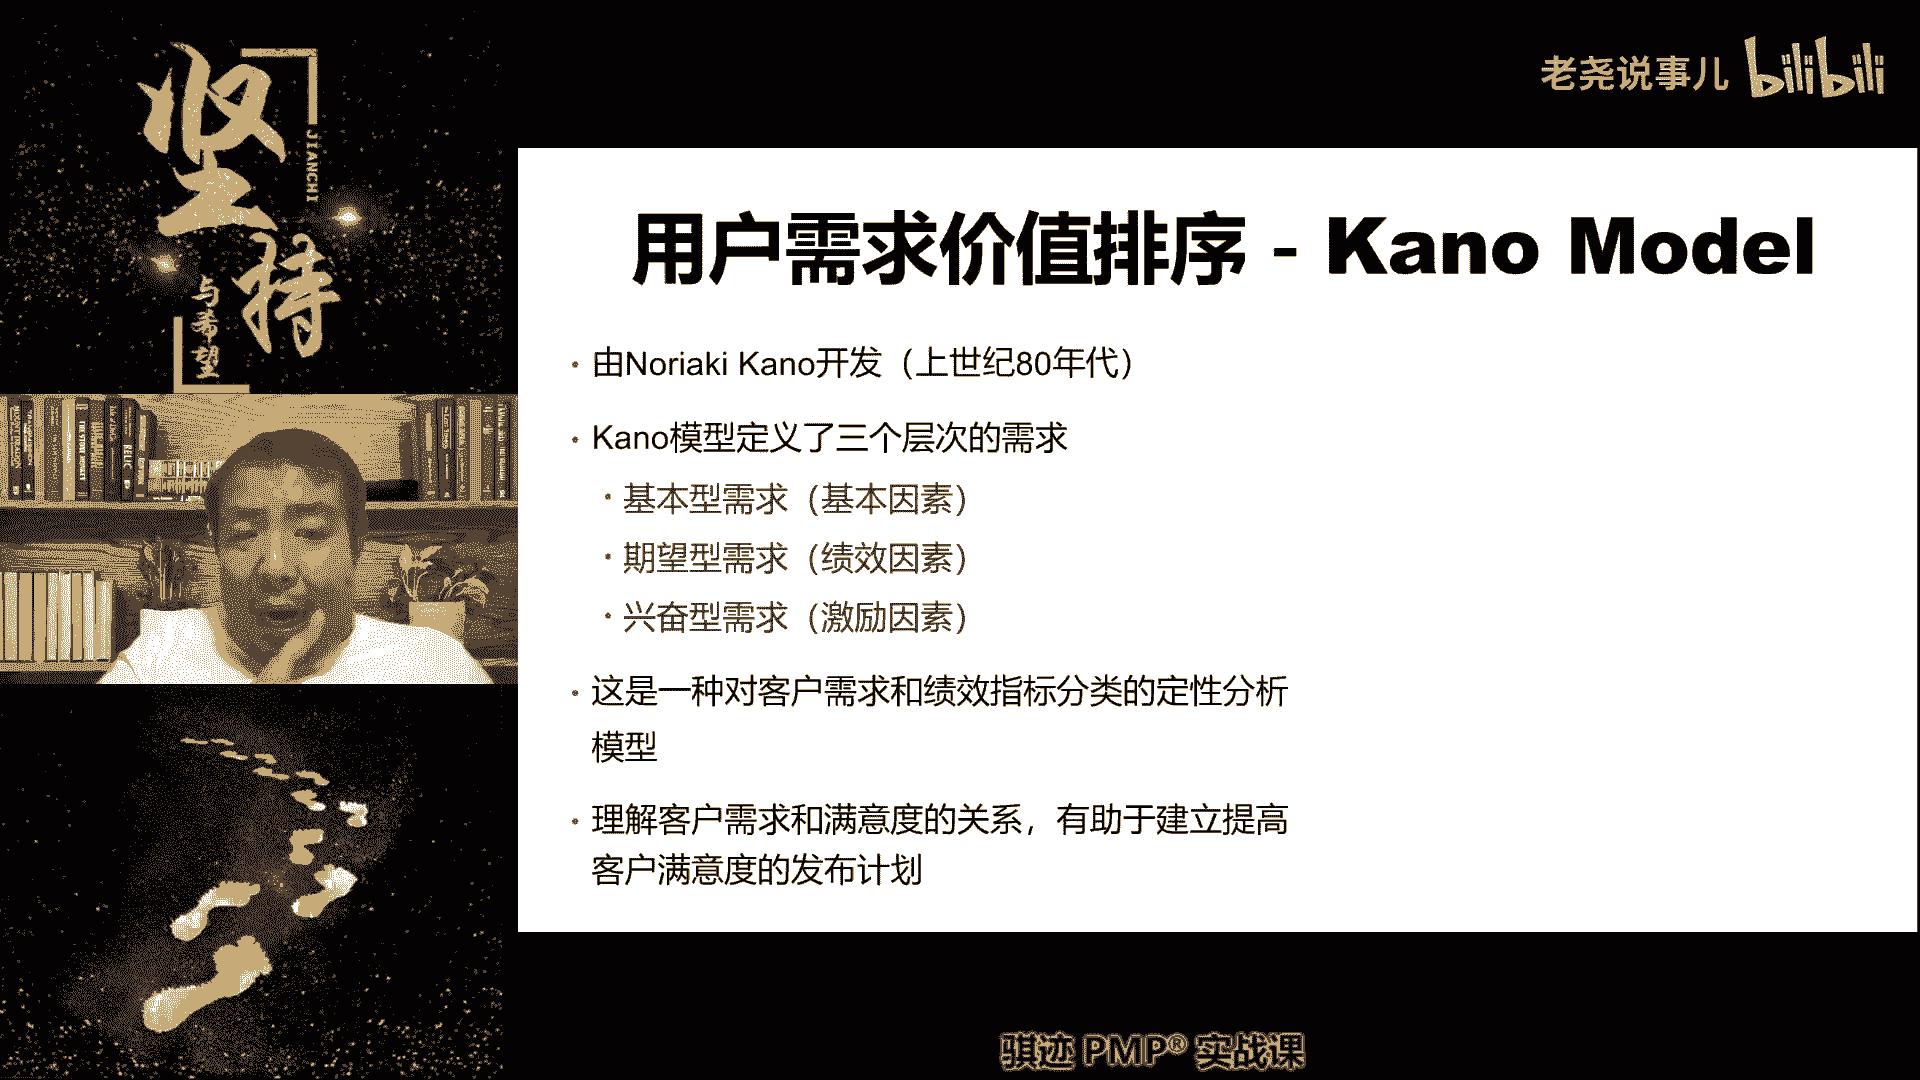 坚持
JIANCHI
与希望
老尧说事儿 bilibili
用户需求价值排序 - Kano Model
· 由Noriaki Kano开发（上世纪80年代）
· Kano模型定义了三个层次的需求
· 基本型需求（基本因素）
· 期望型需求（绩效因素）
· 兴奋型需求（激励因素）
· 这是一种对客户需求和绩效指标分类的定性分析
模型
· 理解客户需求和满意度的关系，有助于建立提高
客户满意度的发布计划
骐迹 PMP® 实战课